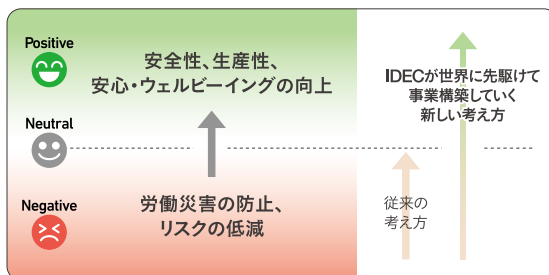 Positive
安全性、生産性、
安心・ウェルビーイングの向上
Neutral
Negative
労働災害の防止、
リスクの低減
IDECが世界に先駆けて
事業構築していく
新しい考え方
従来の
考え方